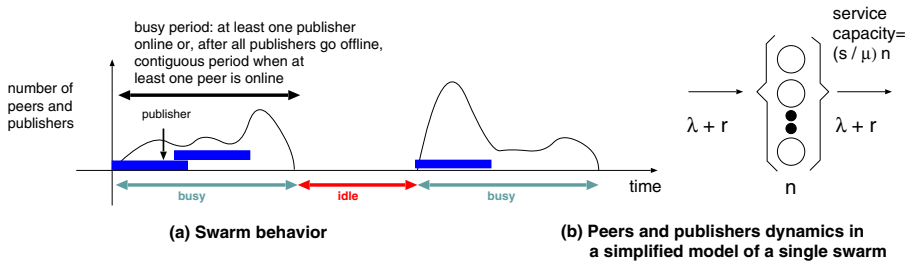 busy period: at least one publisher
online or, after all publishers go offline,
contiguous period when at
least one peer is online
number of
peers and
publishers
publisher
time
busy
idle
busy
(a) Swarm behavior
service
capacity=
(s / μ) n
λ + r
λ + r
n
(b) Peers and publishers dynamics in
a simplified model of a single swarm